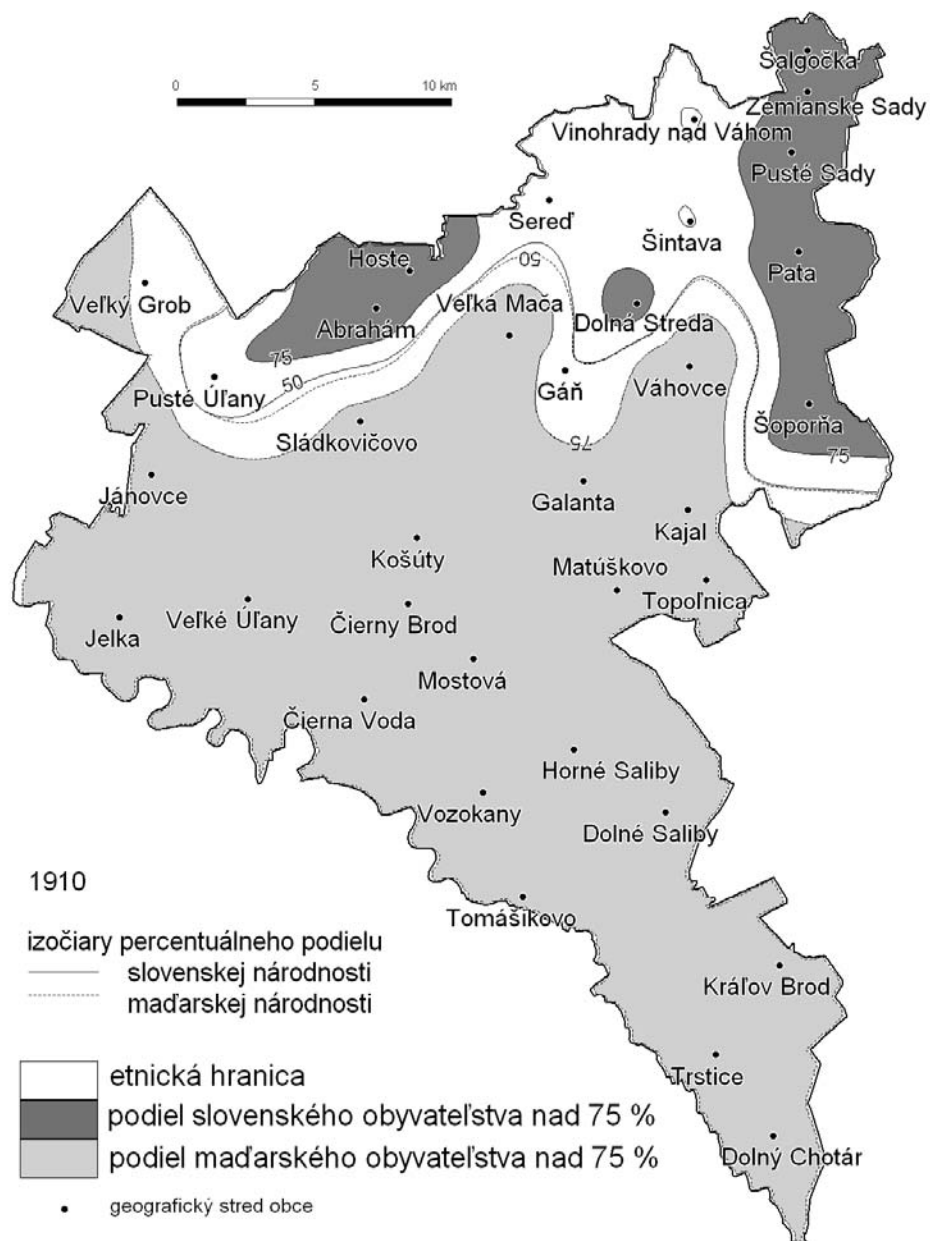 0 5 10 km
Šalgočka
Zemianske Sady
Vinohrady nad Váhom
Pusté Sady
Sereď
Šintava
Pata
Hoste
50
Veľký Grob
Veľká Mača
Abrahám
Dolná Streda
75
50
Gáň
Váhovce
Pusté Úľany
Šoporňa
Sládkovičovo
75
75
Jánovce
Galanta
Kajal
Košúty
Matúškovo
Topoľnica
Veľké Úľany
Čierny Brod
Jelka
Mostová
Čierna Voda
Horné Saliby
Vozokany
Dolné Saliby
Tomášikovo
Kráľov Brod
Trstice
Dolný Chotár
1910
izočiary percentuálneho podielu
slovenskej národnosti
maďarskej národnosti
etnická hranica
podiel slovenského obyvateľstva nad 75 %
podiel maďarského obyvateľstva nad 75 %
geografický stred obce